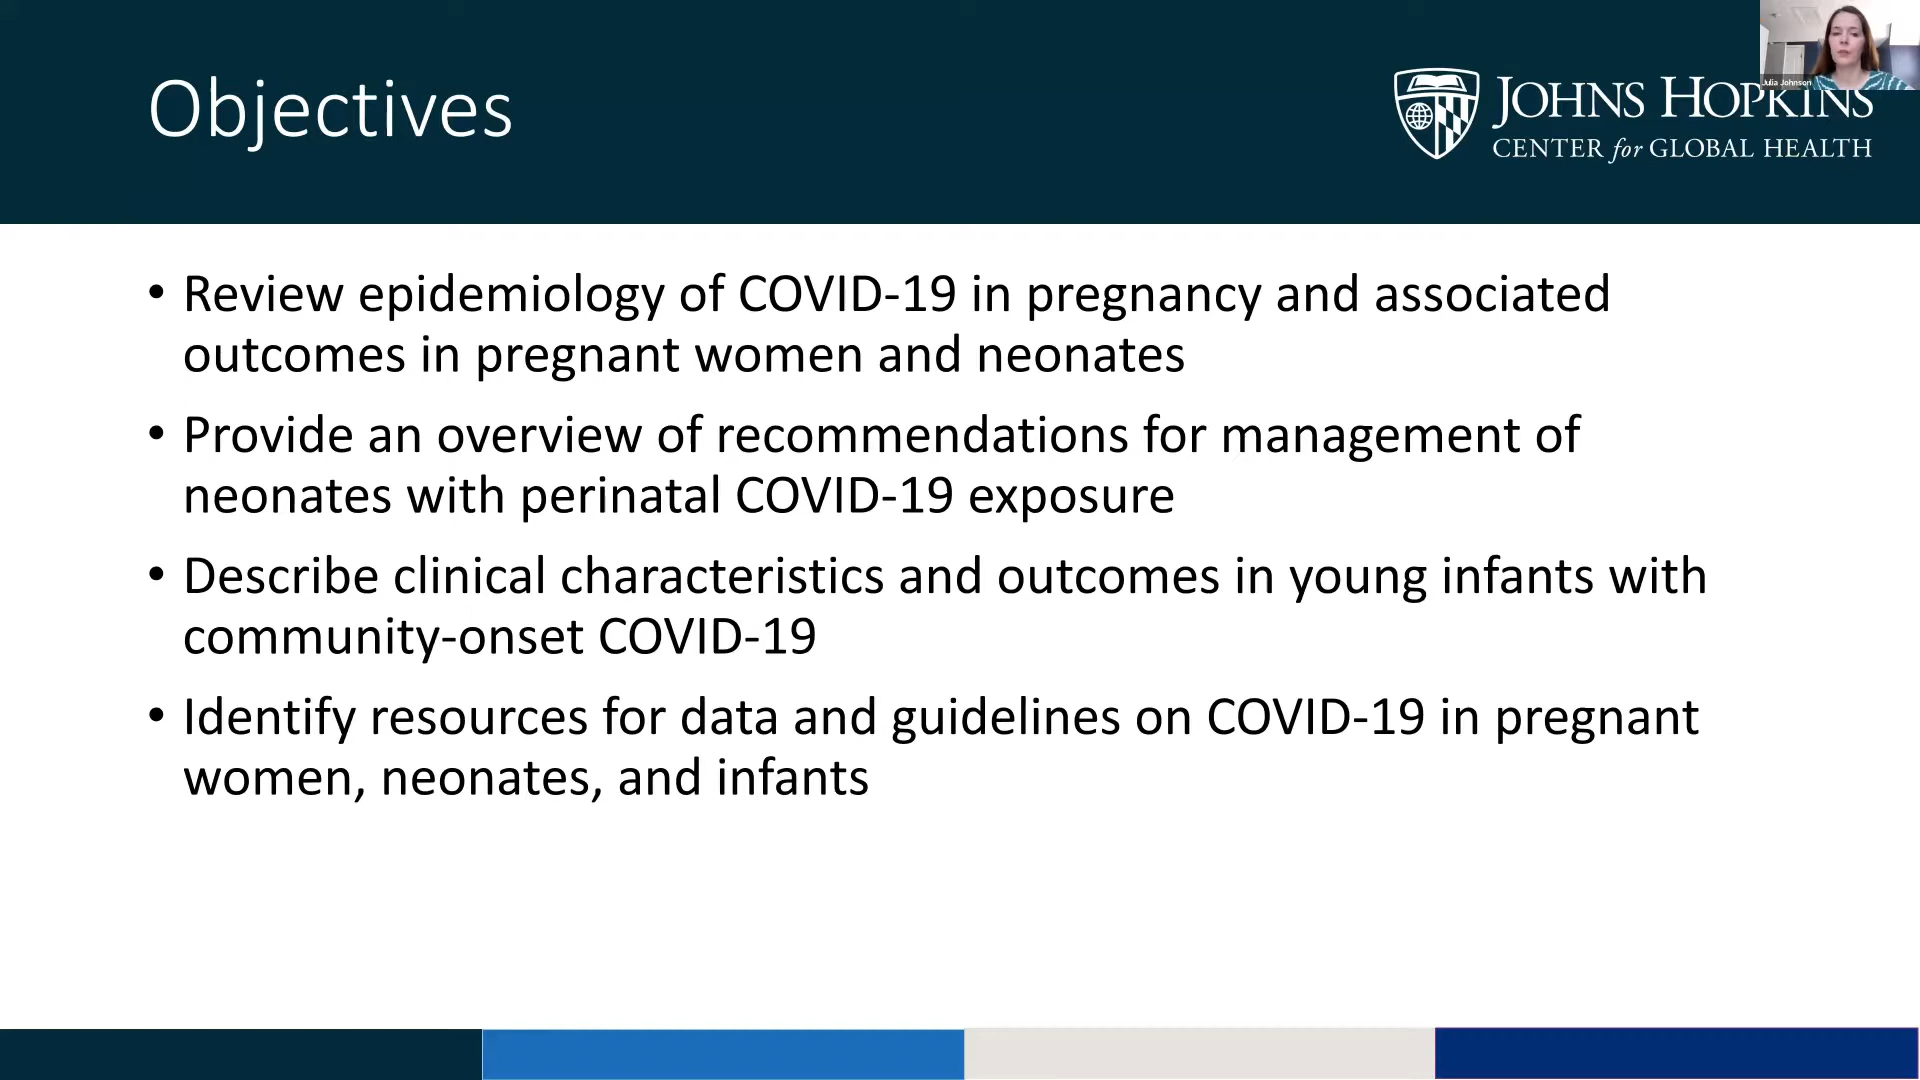 Objectives
Julia Johnson
JOHNS HOPKINS
CENTER for GLOBAL HEALTH
• Review epidemiology of COVID-19 in pregnancy and associated
outcomes in pregnant women and neonates
• Provide an overview of recommendations for management of
neonates with perinatal COVID-19 exposure
• Describe clinical characteristics and outcomes in young infants with
community-onset COVID-19
• Identify resources for data and guidelines on COVID-19 in pregnant
women, neonates, and infants